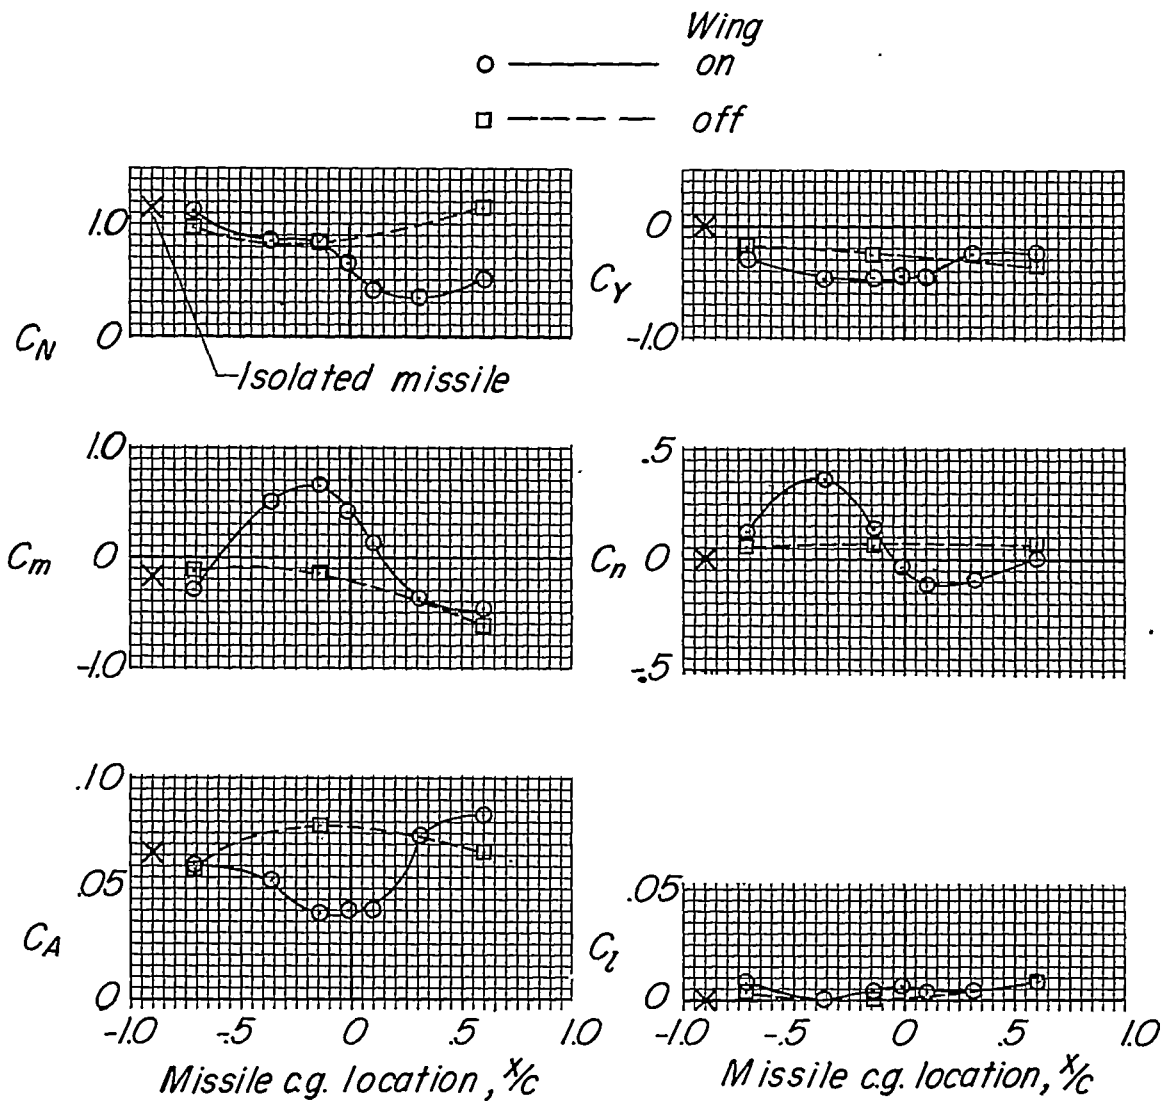 Wing
on
off
1.0
0
C_N
Isolated missile
0
C_Y
-1.0
1.0
0
C_m
-1.0
.5
0
C_n
-.5
.10
.05
C_A
0
-1.0 -.5 0 .5 1.0
Missile c.g. location, x/c
.05
C_l
0
-1.0 -.5 0 .5 1.0
Missile c.g. location, x/c